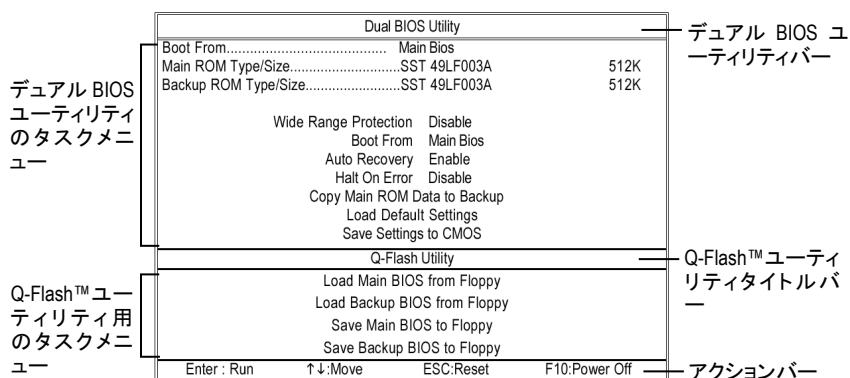 Dual BIOS Utility
デュアル BIOS ユ
ーティリティバー
Boot From....................................... Main Bios
Main ROM Type/Size...........................SST 49LF003A 512K
Backup ROM Type/Size.......................SST 49LF003A 512K
デュアル BIOS
ユーティリティ
のタスクメニ
ュー
Wide Range Protection Disable
Boot From Main Bios
Auto Recovery Enable
Halt On Error Disable
Copy Main ROM Data to Backup
Load Default Settings
Save Settings to CMOS
Q-Flash Utility
Q-Flash™ユーティ
リティタイトルバ
ー
Q-Flash™ユー
ティリティ用
のタスクメニ
ュー
Load Main BIOS from Floppy
Load Backup BIOS from Floppy
Save Main BIOS to Floppy
Save Backup BIOS to Floppy
Enter : Run ↑↓:Move ESC:Reset F10:Power Off
アクションバー